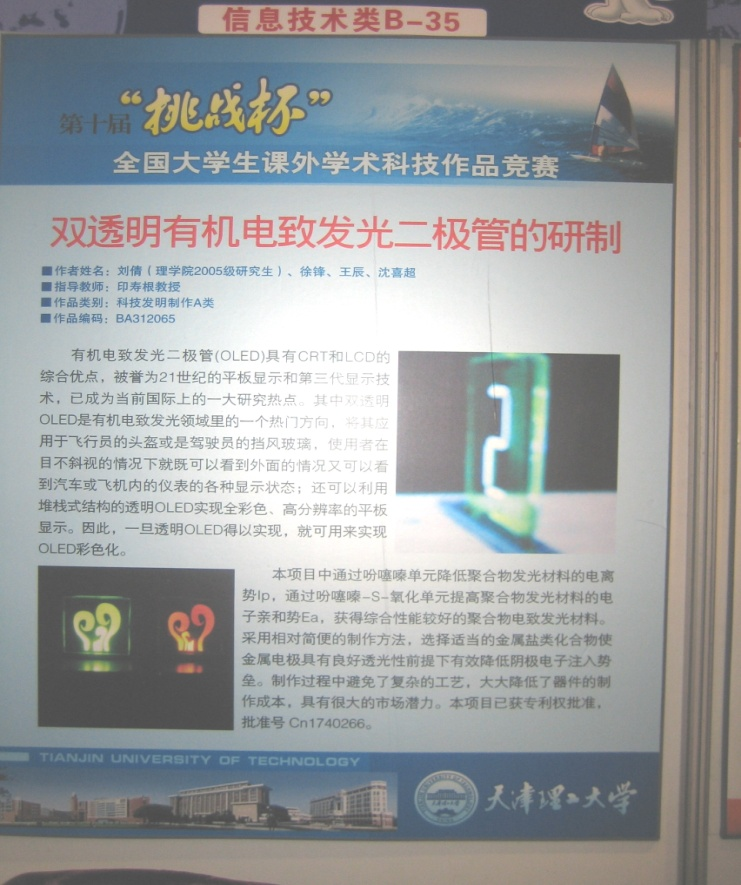 信息技术类B-35
第十届“挑战杯”
全国大学生课外学术科技作品竞赛
双透明有机电致发光二极管的研制
■作者姓名：刘倩（理学院2005级研究生）、徐锋、王辰、沈喜超
■指导教师：印寿根教授
■作品类别：科技发明制作A类
■作品编码：BA312065
有机电致发光二极管(OLED)具有CRT和LCD的
综合优点，被誉为21世纪的平板显示和第三代显示技
术，已成为当前国际上的一大研究热点。其中双透明
OLED是有机电致发光领域里的一个热门方向，将其应
用于飞行员的头盔或是驾驶员的挡风玻璃，使用者在
目不斜视的情况下就既可以看到外面的情况又可以看
到汽车或飞机内的仪表的各种显示状态；还可以利用
堆栈式结构的透明OLED实现全彩色、高分辨率的平板
显示。因此，一旦透明OLED得以实现，就可用来实现
OLED彩色化。
2
本项目中通过吩噻嗪单元降低聚合物发光材料的电离
势Ip，通过吩噻嗪-S-氧化单元提高聚合物发光材料的电
子亲和势Ea，获得综合性能较好的聚合物电致发光材料。
采用相对简便的制作方法，选择适当的金属盐类化合物使
金属电极具有良好透光性前提下有效降低阴极电子注入势
垒。制作过程中避免了复杂的工艺，大大降低了器件的制
作成本，具有很大的市场潜力。本项目已获专利权批准，
批准号 Cn1740266。
TIANJIN UNIVERSITY OF TECHNOLOGY
天津理工大学